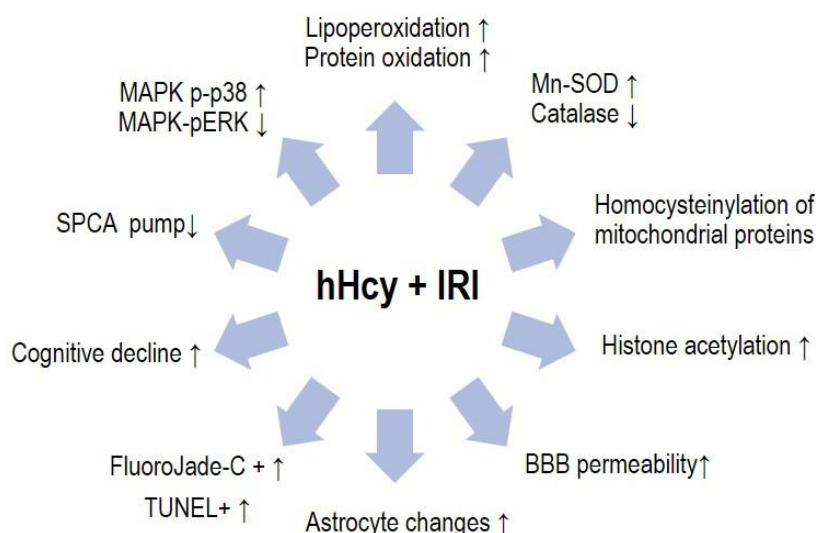 Lipoperoxidation ↑
Protein oxidation ↑
Mn-SOD ↑
Catalase ↓
Homocysteinylation of
mitochondrial proteins
Histone acetylation ↑
BBB permeability↑
Astrocyte changes ↑
FluoroJade-C + ↑
TUNEL+ ↑
Cognitive decline ↑
SPCA pump↓
MAPK p-p38 ↑
MAPK-pERK ↓
hHcy + IRI